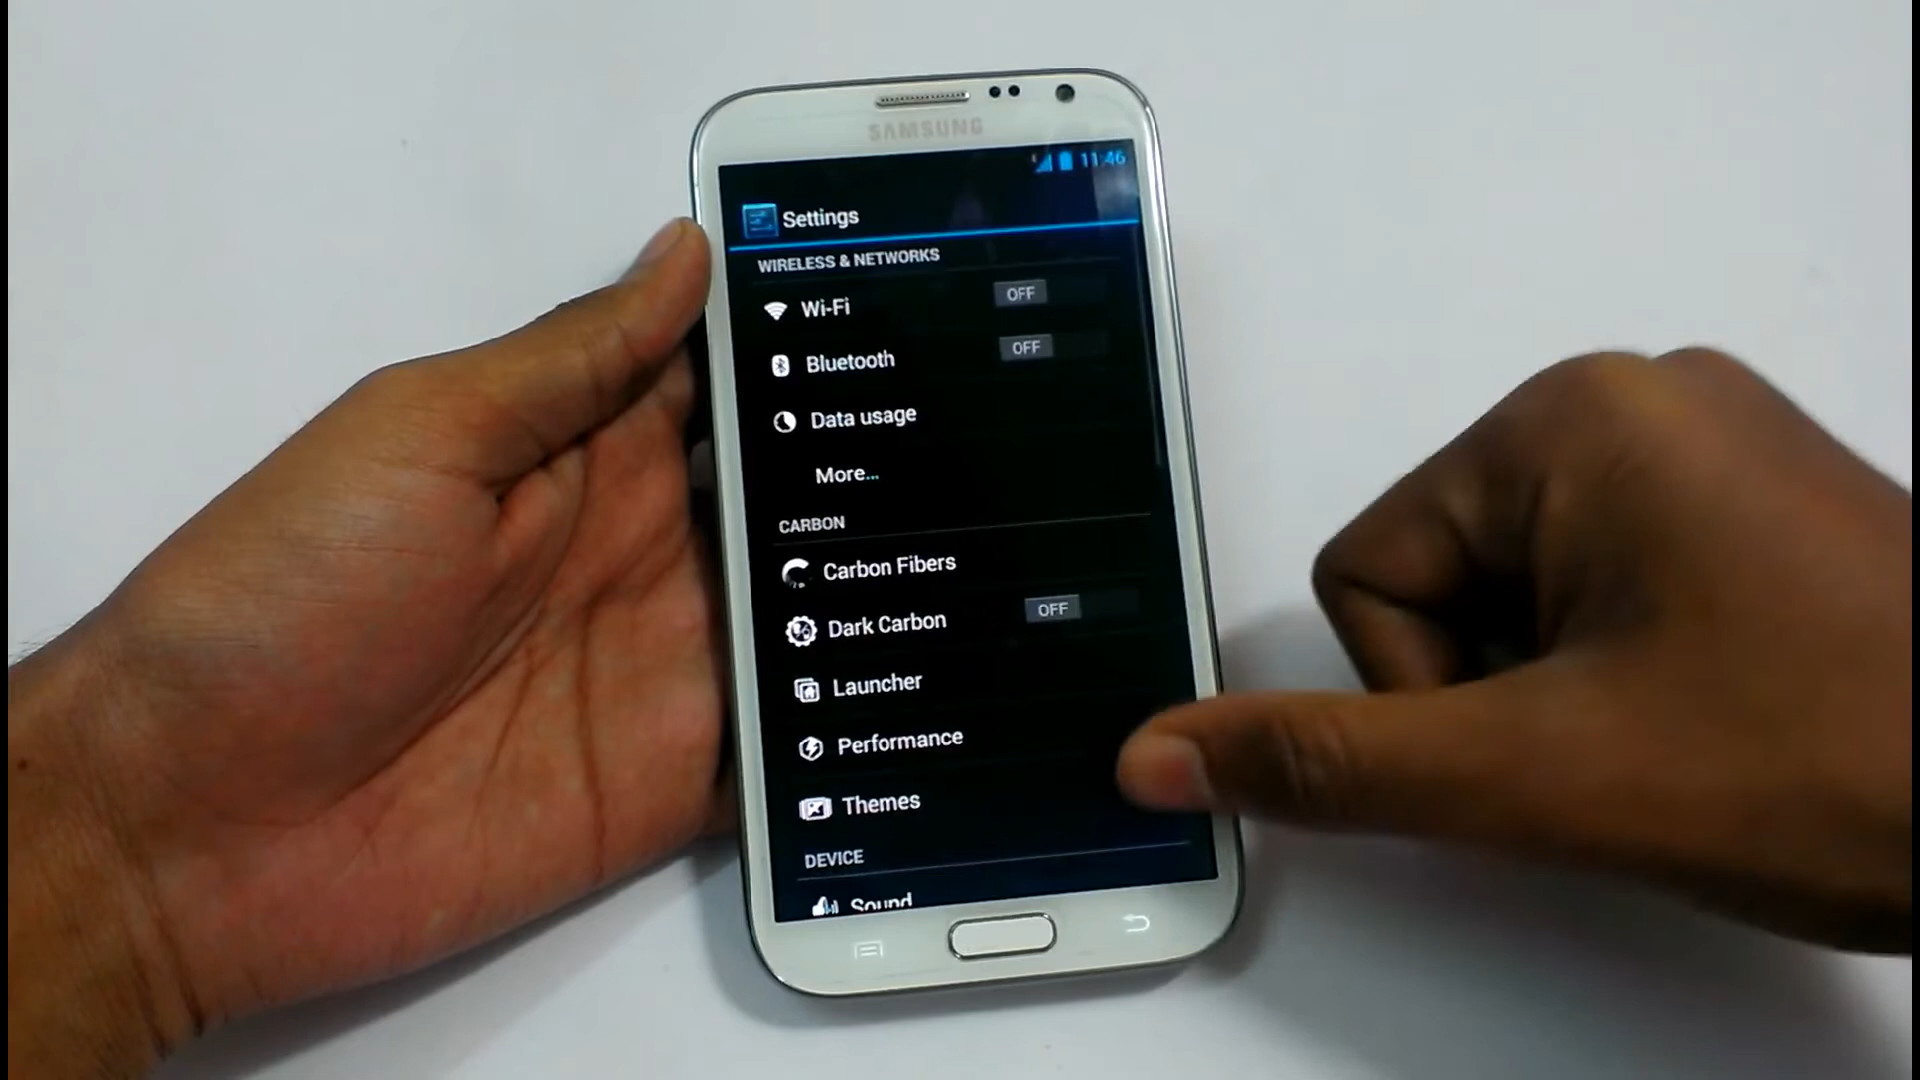 SAMSUNG
11:46
Settings
WIRELESS & NETWORKS
Wi-Fi OFF
Bluetooth OFF
Data usage
More...
CARBON
Carbon Fibers
Dark Carbon OFF
Launcher
Performance
Themes
DEVICE
Sound